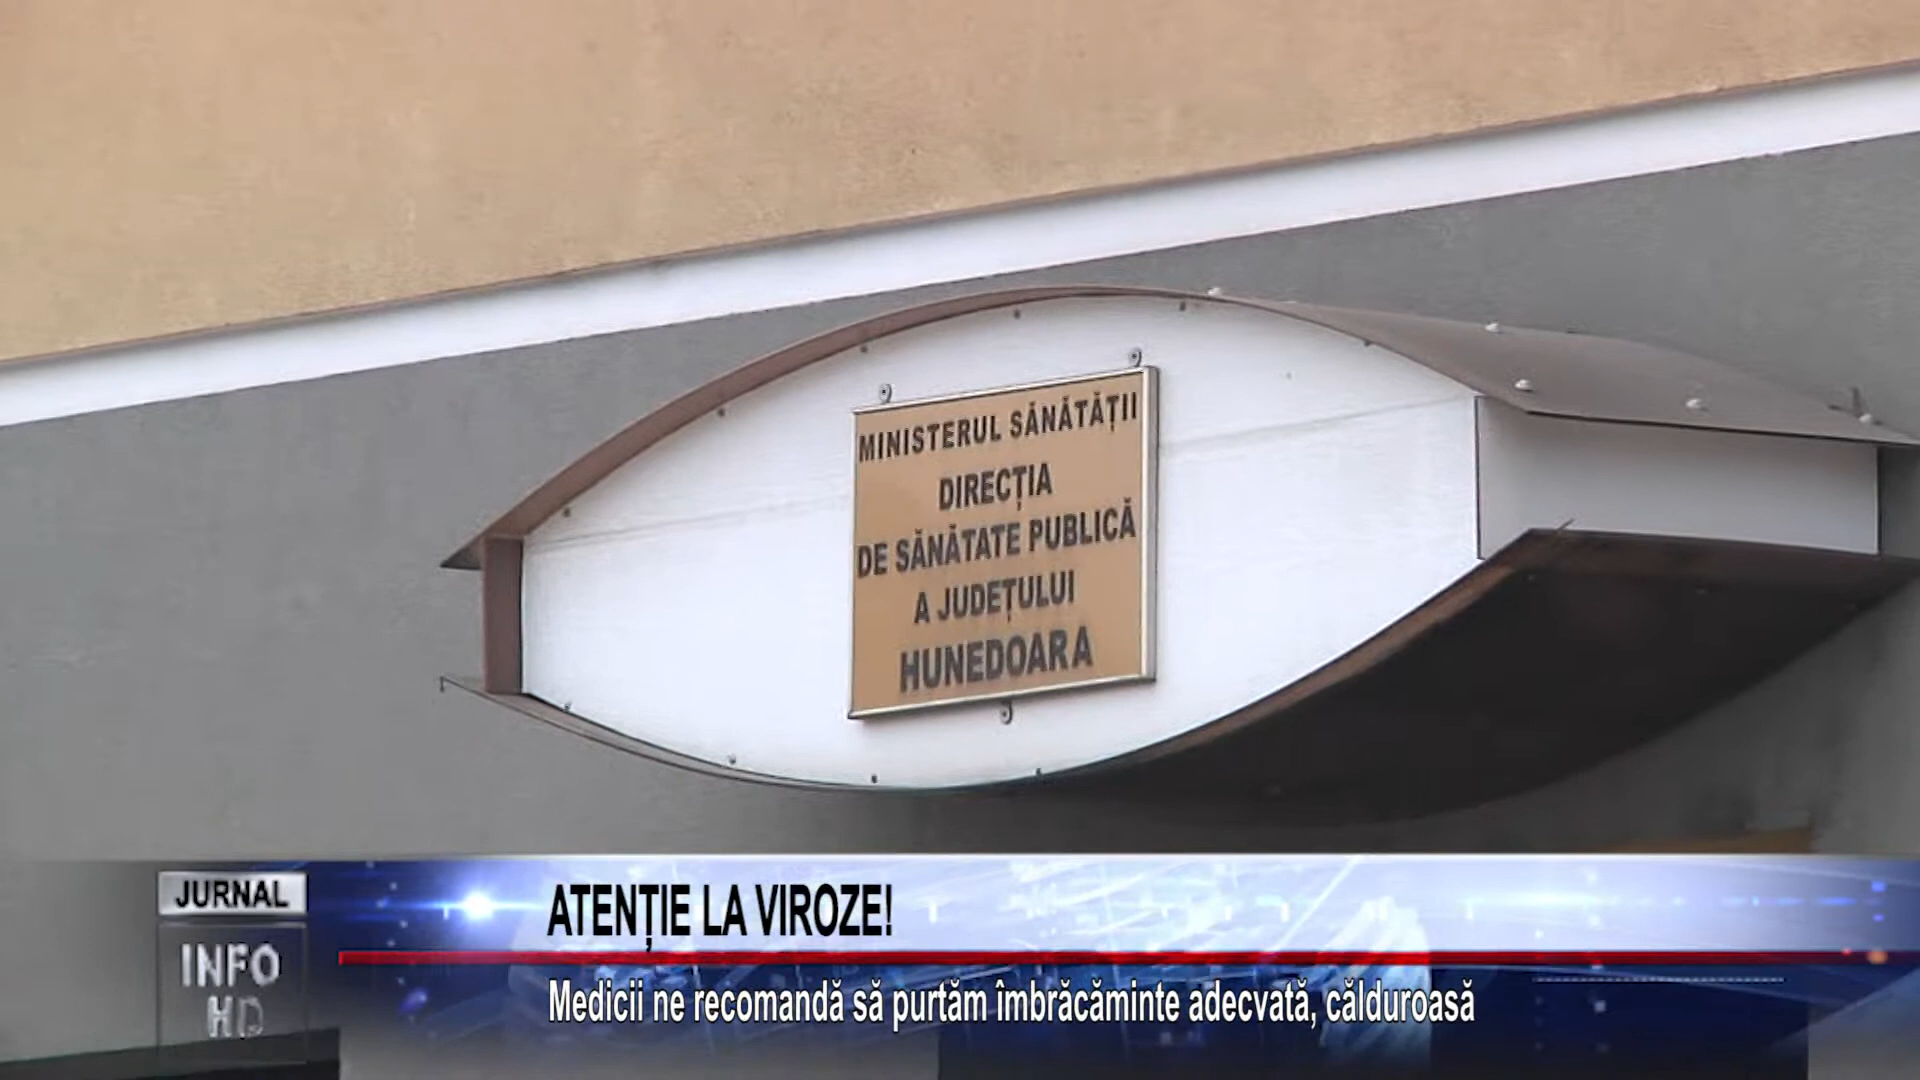 MINISTERUL SĂNĂTĂȚII
DIRECȚIA
DE SĂNĂTATE PUBLICĂ
A JUDEȚULUI
HUNEDOARA
JURNAL
INFO
HD
ATENȚIE LA VIROZE!
Medicii ne recomandă să purtăm îmbrăcăminte adecvată, călduroasă